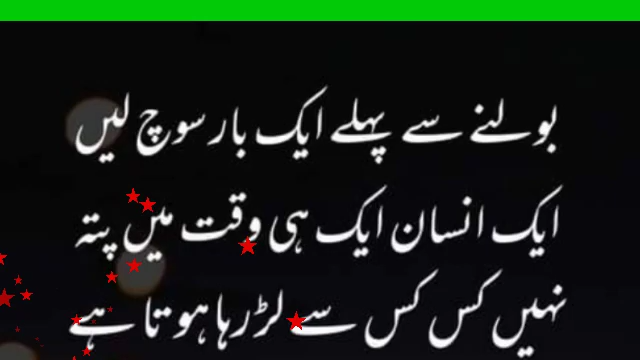 بولنے سے پہلے ایک بار سوچ لیں
ایک انسان ایک ہی وقت میں پتہ
نہیں کس کس سے لڑ رہا ہوتا ہے